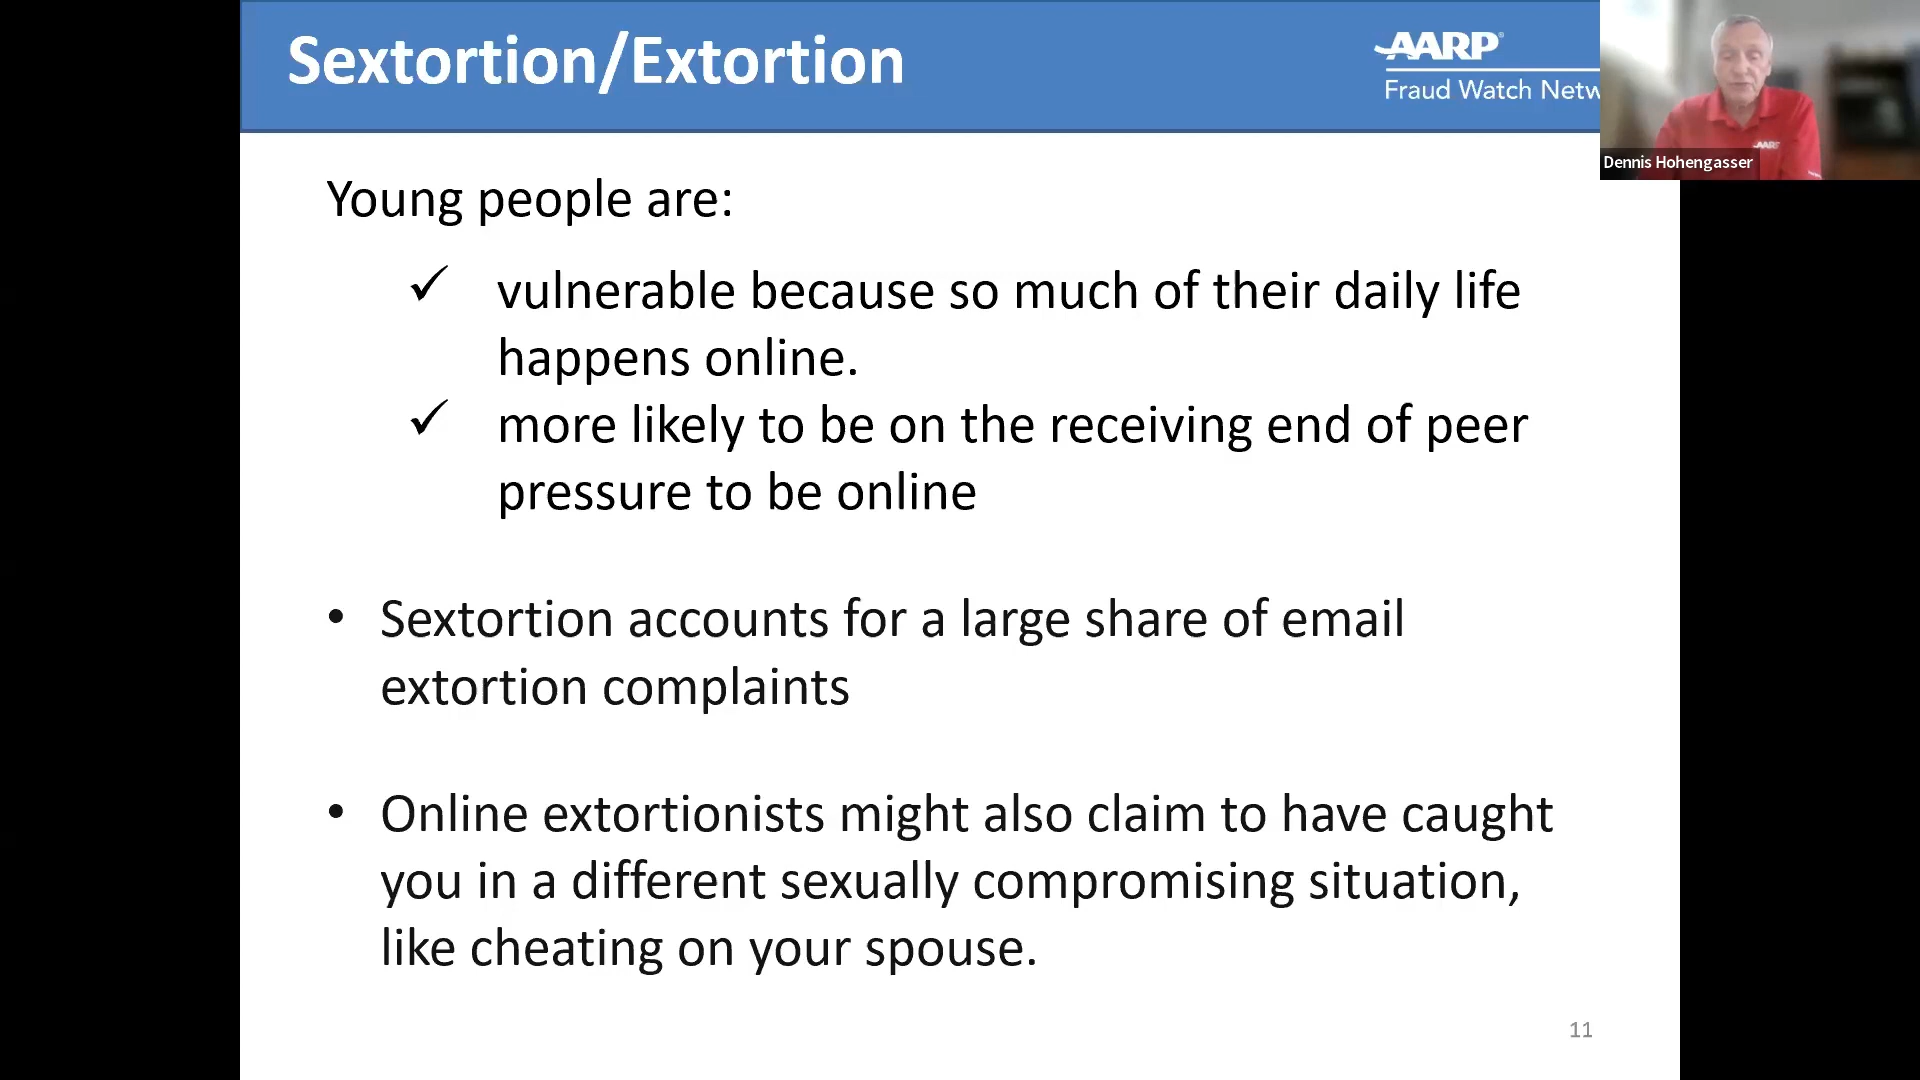 Sextortion/Extortion
AARP®
Fraud Watch Netw
AARP
Dennis Hohengasser
Young people are:
✓ vulnerable because so much of their daily life
happens online.
✓ more likely to be on the receiving end of peer
pressure to be online
• Sextortion accounts for a large share of email
extortion complaints
• Online extortionists might also claim to have caught
you in a different sexually compromising situation,
like cheating on your spouse.
11